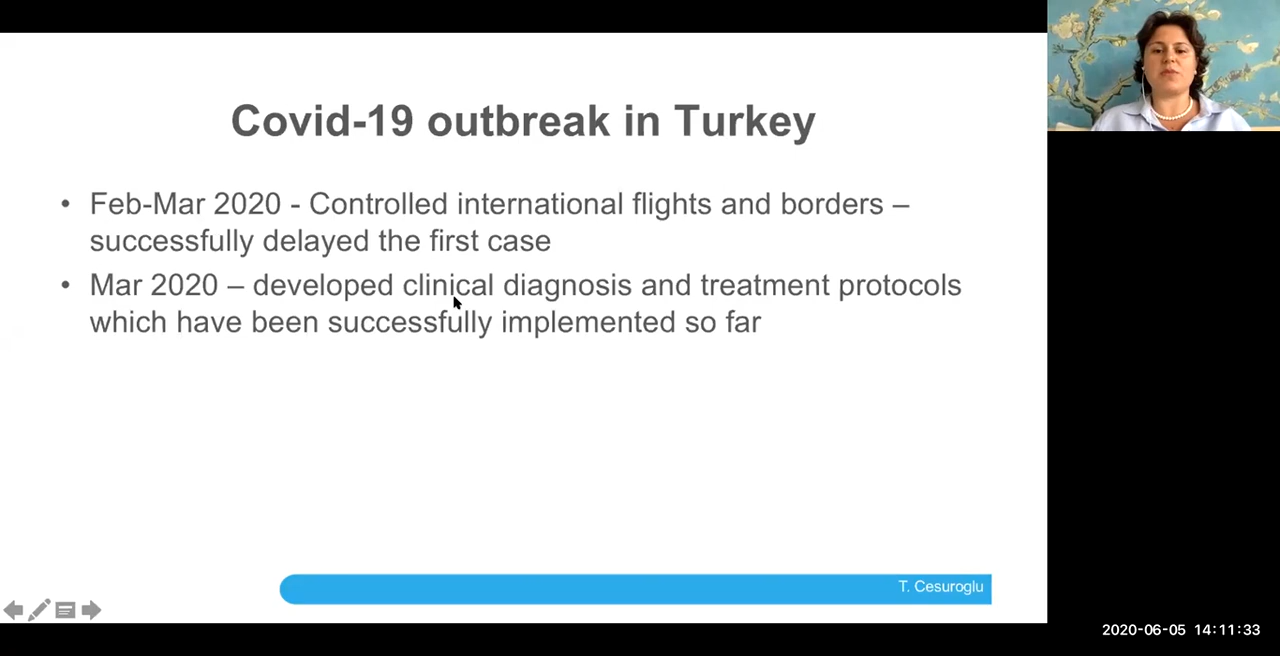 Covid-19 outbreak in Turkey
• Feb-Mar 2020 - Controlled international flights and borders –
successfully delayed the first case
• Mar 2020 – developed clinical diagnosis and treatment protocols
which have been successfully implemented so far
T. Cesuroglu
2020-06-05 14:11:33